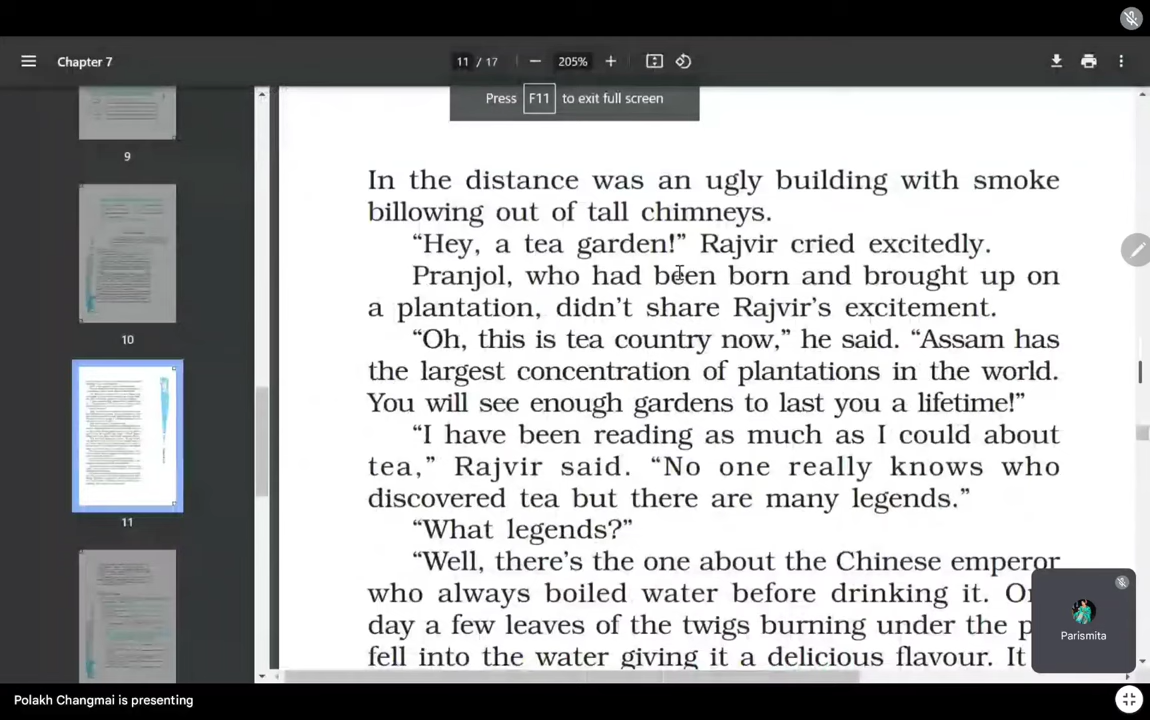 Chapter 7
11 / 17
205%
Press F11 to exit full screen
9
10
11
In the distance was an ugly building with smoke
billowing out of tall chimneys.
“Hey, a tea garden!” Rajvir cried excitedly.
Pranjol, who had been born and brought up on
a plantation, didn’t share Rajvir’s excitement.
“Oh, this is tea country now,” he said. “Assam has
the largest concentration of plantations in the world.
You will see enough gardens to last you a lifetime!”
“I have been reading as much as I could about
tea,” Rajvir said. “No one really knows who
discovered tea but there are many legends.”
“What legends?”
“Well, there’s the one about the Chinese emperor
who always boiled water before drinking it.
day a few leaves of the twigs burning under the
fell into the water giving it a delicious flavour. It
Parismita
Polakh Changmai is presenting